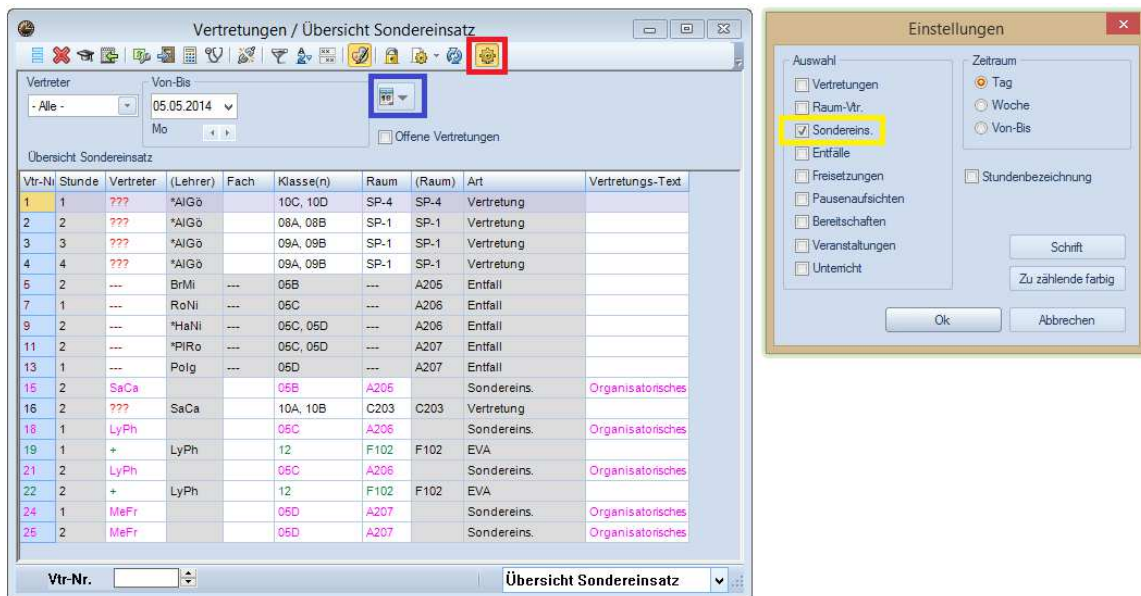 Vertretungen / Übersicht Sondereinsatz
Vertreter
- Alle -
Von-Bis
05.05.2014
Mo
Offene Vertretungen
Übersicht Sondereinsatz
Vtr-Nr Stunde Vertreter (Lehrer) Fach Klasse(n) Raum (Raum) Art Vertretungs-Text
1 1 ??? *AlGö 10C, 10D SP-4 SP-4 Vertretung
2 2 ??? *AlGö 08A, 08B SP-1 SP-1 Vertretung
3 3 ??? *AlGö 09A, 09B SP-1 SP-1 Vertretung
4 4 ??? *AlGö 09A, 09B SP-1 SP-1 Vertretung
5 2 --- BrMi --- 05B --- A205 Entfall
7 1 --- RoNi --- 05C --- A206 Entfall
9 2 --- *HaNi --- 05C, 05D --- A206 Entfall
11 2 --- *PlRo --- 05C, 05D --- A207 Entfall
13 1 --- PoIg --- 05D --- A207 Entfall
15 2 SaCa 05B A205 Sondereins. Organisatorisches
16 2 ??? SaCa 10A, 10B C203 C203 Vertretung
18 1 LyPh 05C A206 Sondereins. Organisatorisches
19 1 + LyPh 12 F102 F102 EVA
21 2 LyPh 05C A206 Sondereins. Organisatorisches
22 2 + LyPh 12 F102 F102 EVA
24 1 MeFr 05D A207 Sondereins. Organisatorisches
25 2 MeFr 05D A207 Sondereins. Organisatorisches
Vtr-Nr.
Übersicht Sondereinsatz
Einstellungen
Auswahl
Vertretungen
Raum-Vtr.
Sondereins.
Entfälle
Freisetzungen
Pausenaufsichten
Bereitschaften
Veranstaltungen
Unterricht
Zeitraum
Tag
Woche
Von-Bis
Stundenbezeichnung
Schrift
Zu zählende farbig
Ok
Abbrechen